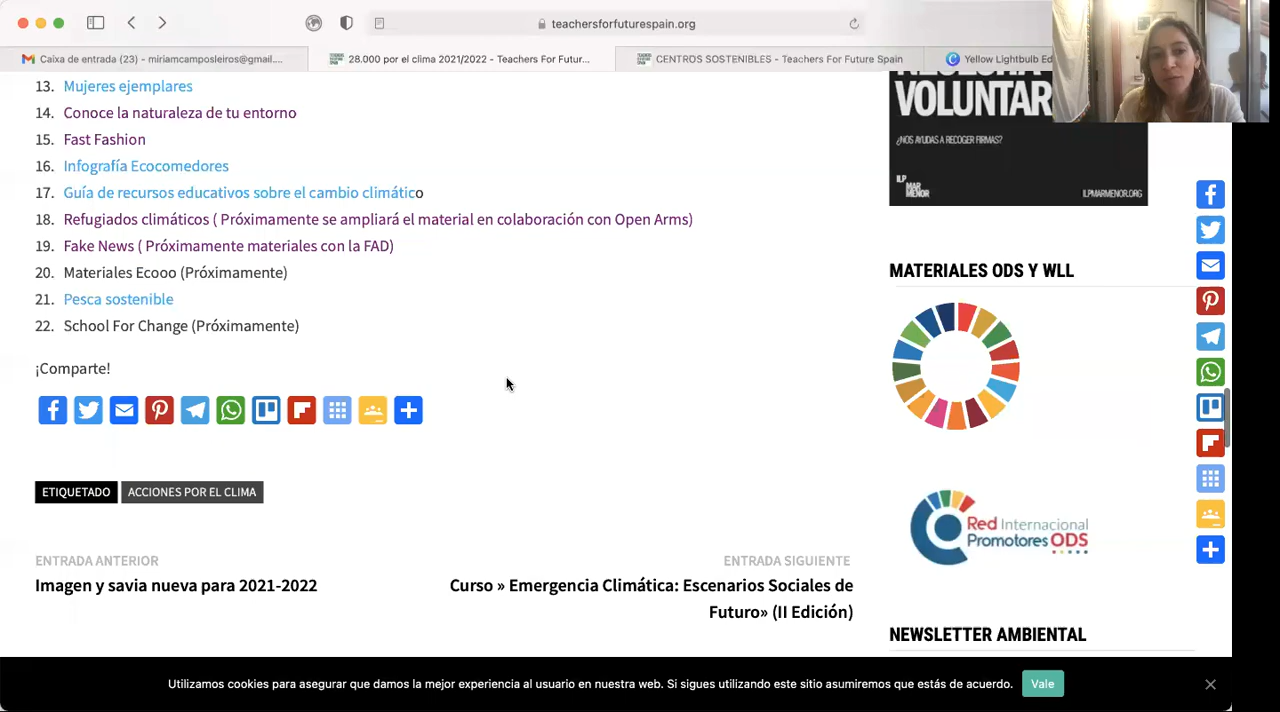 teachersforfuturespain.org
Caixa de entrada (23) - miriamcamposleiros@gmail....
28.000 por el clima 2021/2022 - Teachers For Futur...
CENTROS SOSTENIBLES - Teachers For Future Spain
Yellow Lightbulb Ed
13. Mujeres ejemplares
14. Conoce la naturaleza de tu entorno
15. Fast Fashion
16. Infografía Ecocomedores
17. Guía de recursos educativos sobre el cambio climático
18. Refugiados climáticos ( Próximamente se ampliará el material en colaboración con Open Arms)
19. Fake News ( Próximamente materiales con la FAD)
20. Materiales Ecooo (Próximamente)
21. Pesca sostenible
22. School For Change (Próximamente)
¡Comparte!
ETIQUETADO ACCIONES POR EL CLIMA
ENTRADA ANTERIOR
Imagen y savia nueva para 2021-2022
ENTRADA SIGUIENTE
Curso » Emergencia Climática: Escenarios Sociales de
Futuro» (II Edición)
VOLUNTAR
¿NOS AYUDAS A RECOGER FIRMAS?
ILP
MAR
MENOR
ILPMARMENOR.ORG
MATERIALES ODS Y WLL
Red Internacional
Promotores ODS
NEWSLETTER AMBIENTAL
Utilizamos cookies para asegurar que damos la mejor experiencia al usuario en nuestra web. Si sigues utilizando este sitio asumiremos que estás de acuerdo. Vale